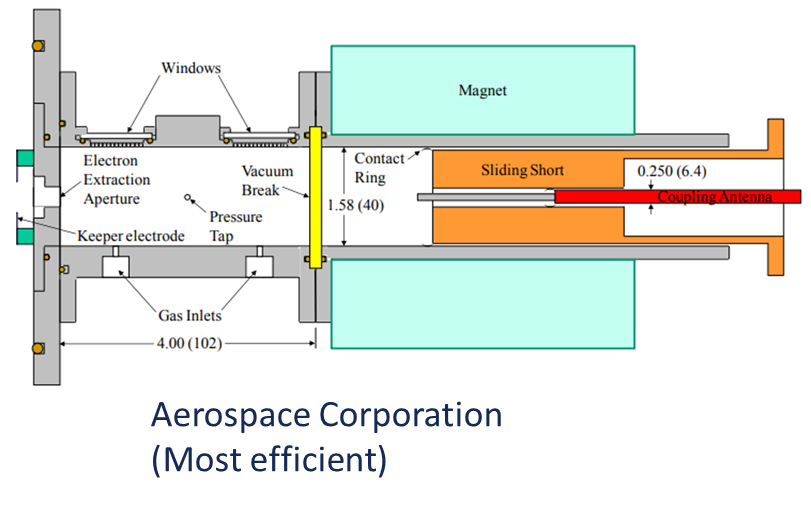 Windows
Magnet
Electron
Extraction
Aperture
Vacuum
Break
Contact
Ring
Sliding Short
0.250 (6.4)
Coupling Antenna
1.58 (40)
Pressure
Tap
Keeper electrode
Gas Inlets
4.00 (102)
Aerospace Corporation
(Most efficient)